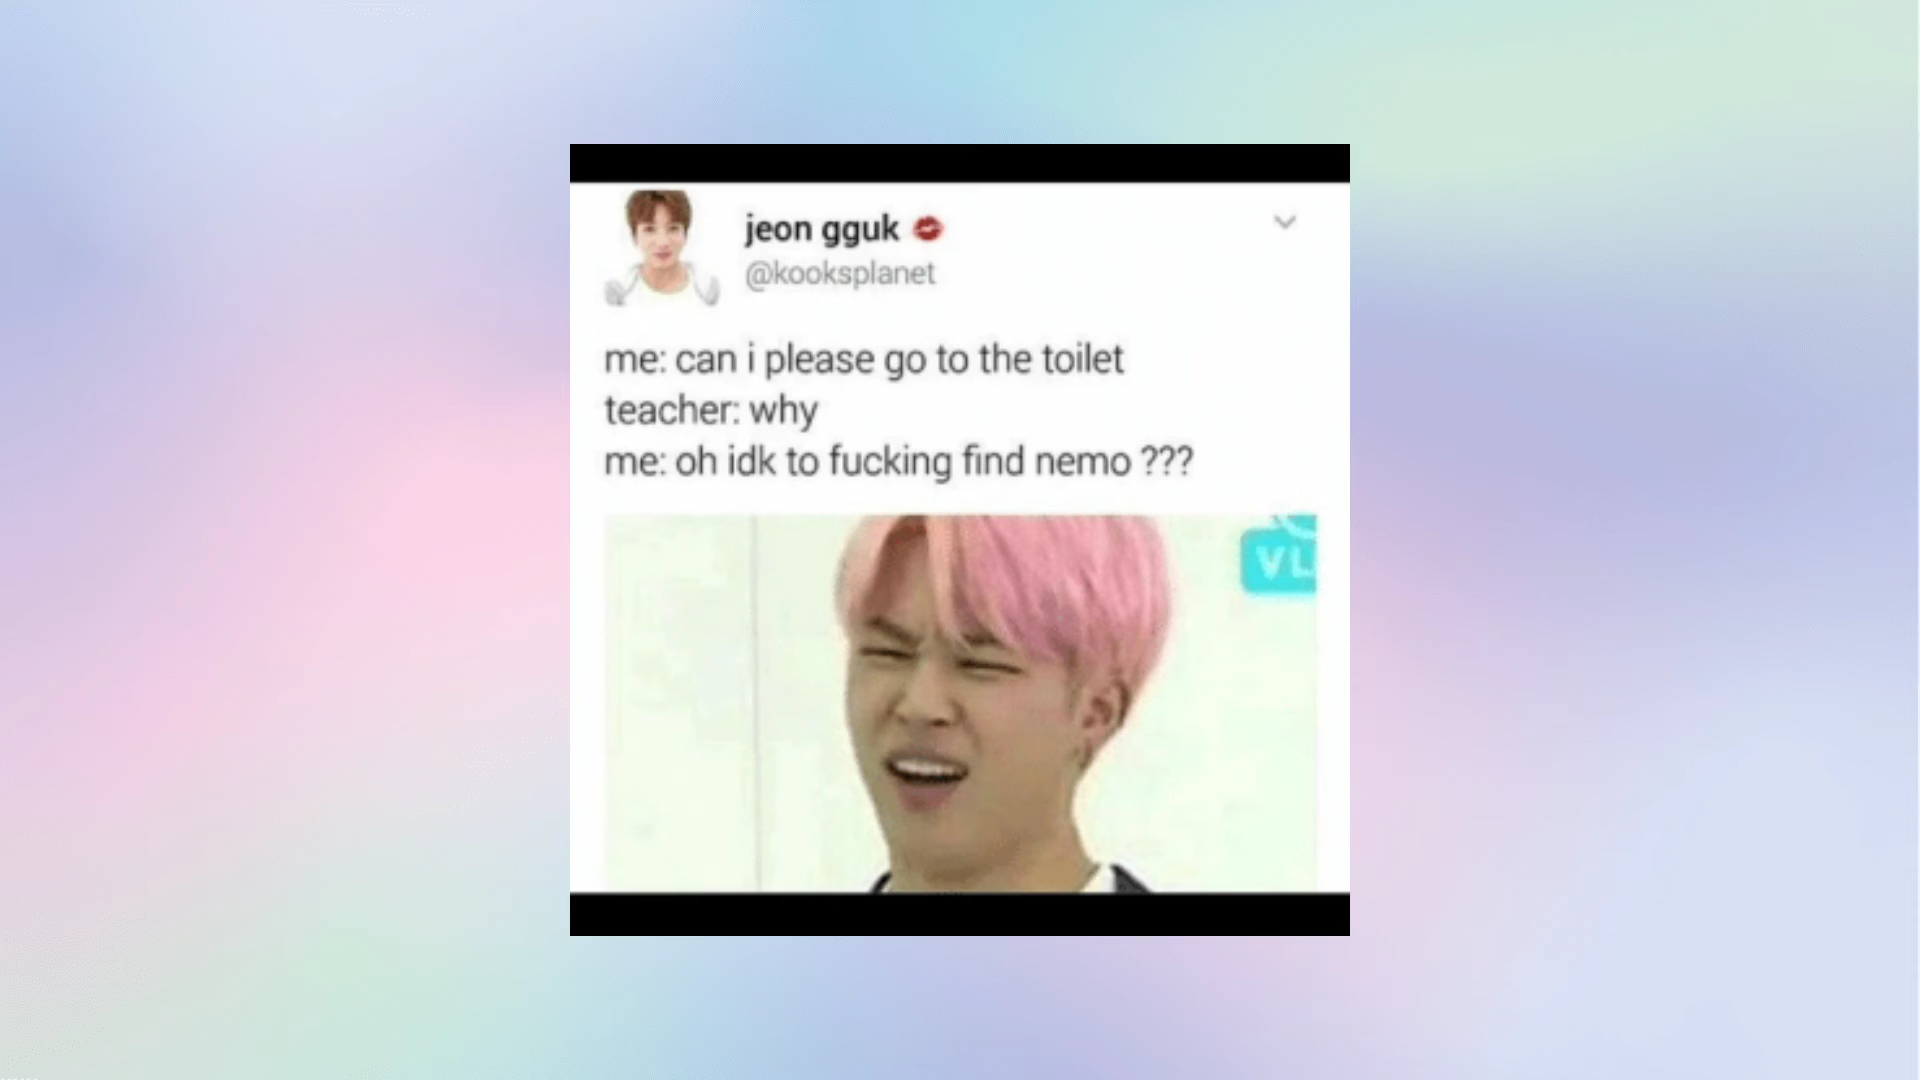 jeon gguk 💋
@kooksplanet
me: can i please go to the toilet
teacher: why
me: oh idk to fucking find nemo ???
VL